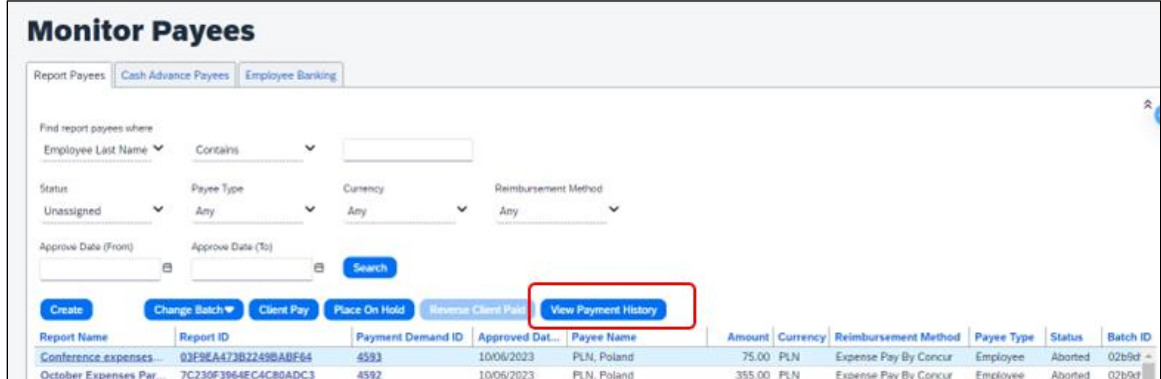 Monitor Payees
Report Payees Cash Advance Payees Employee Banking
Find report payees where
Employee Last Name Contains
Status Payee Type Currency Reimbursement Method
Unassigned Any Any Any
Approve Date (From) Approve Date (To)
Search
Create Change Batch Client Pay Place On Hold Reverse Client Paid View Payment History
Report Name Report ID Payment Demand ID Approved Dat... Payee Name Amount Currency Reimbursement Method Payee Type Status Batch ID
Conference expenses... 03F9EA473B2249BABF64 4593 10/06/2023 PLN, Poland 75.00 PLN Expense Pay By Concur Employee Aborted 02b9d
October Expenses Par... 7C230F3964EC4C80ADC3 4592 10/06/2023 PLN, Poland 355.00 PLN Expense Pay By Concur Employee Aborted 02b9d